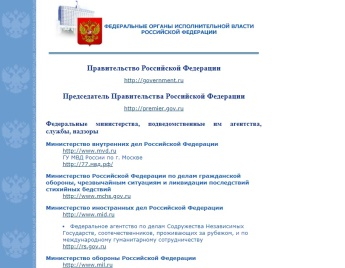 ФЕДЕРАЛЬНЫЕ ОРГАНЫ ИСПОЛНИТЕЛЬНОЙ ВЛАСТИ
РОССИЙСКОЙ ФЕДЕРАЦИИ
Правительство Российской Федерации
http://government.ru
Председатель Правительства Российской Федерации
http://premier.gov.ru
Федеральные министерства, подведомственные им агентства,
службы, надзоры
Министерство внутренних дел Российской Федерации
http://www.mvd.ru
ГУ МВД России по г. Москве
http://77.мвд.рф/
Министерство Российской Федерации по делам гражданской
обороны, чрезвычайным ситуациям и ликвидации последствий
стихийных бедствий
http://www.mchs.gov.ru
Министерство иностранных дел Российской Федерации
http://www.mid.ru
• Федеральное агентство по делам Содружества Независимых
Государств, соотечественников, проживающих за рубежом, и по
международному гуманитарному сотрудничеству
http://rs.gov.ru
Министерство обороны Российской Федерации
http://www.mil.ru